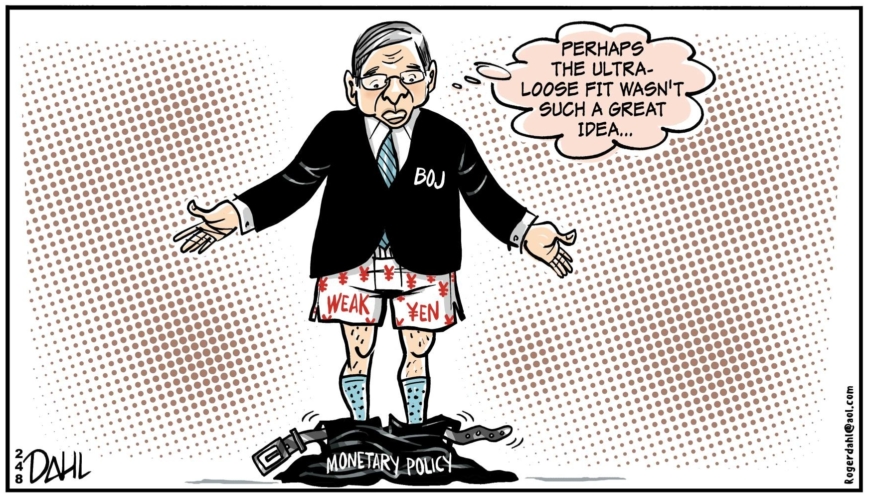 PERHAPS
THE ULTRA-
LOOSE FIT WASN'T
SUCH A GREAT
IDEA...
BOJ
WEAK
¥EN
MONETARY POLICY
248
DAHL
Rogerdahl@aol.com